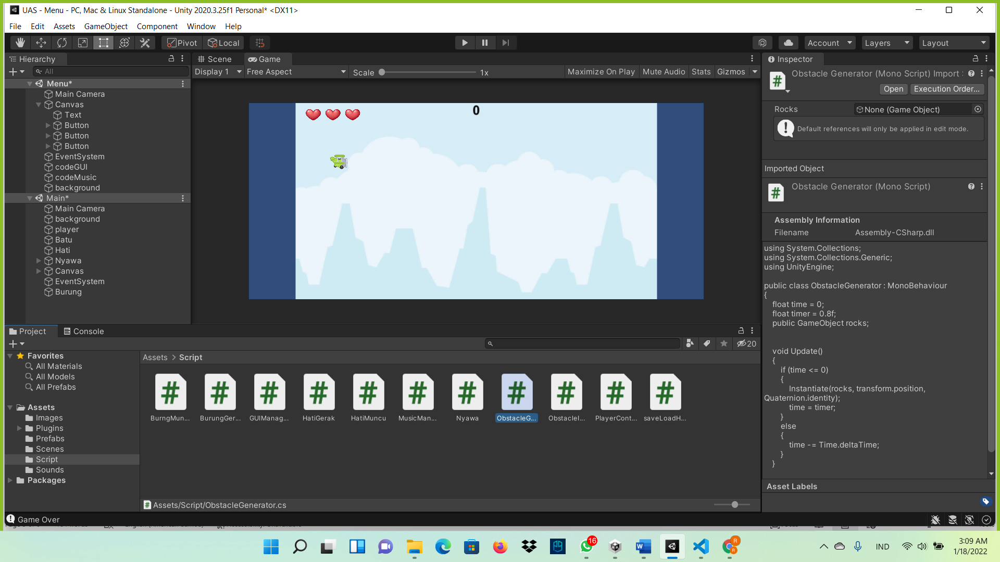 UAS - Menu - PC, Mac & Linux Standalone - Unity 2020.3.25f1 Personal* <DX11>
File Edit Assets GameObject Component Window Help
Pivot Local Account Layers Layout
Hierarchy
All
Menu*
Main Camera
Canvas
Text
Button
Button
Button
EventSystem
codeGUI
codeMusic
background
Main*
Main Camera
background
player
Batu
Hati
Nyawa
Canvas
EventSystem
Burung
Scene Game
Display 1 Free Aspect Scale 1x Maximize On Play Mute Audio Stats Gizmos
0
Inspector
Obstacle Generator (Mono Script) Import
Open Execution Order...
Rocks None (Game Object)
Default references will only be applied in edit mode.
Imported Object
Obstacle Generator (Mono Script)
Assembly Information
Filename Assembly-CSharp.dll
using System.Collections;
using System.Collections.Generic;
using UnityEngine;
public class ObstacleGenerator : MonoBehaviour
{
float time = 0;
float timer = 0.8f;
public GameObject rocks;
void Update()
{
if (time <= 0)
{
Instantiate(rocks, transform.position,
Quaternion.identity);
time = timer;
}
else
{
time -= Time.deltaTime;
}
}
Asset Labels
Project Console
20
Favorites
All Materials
All Models
All Prefabs
Assets
Images
Plugins
Prefabs
Scenes
Script
Sounds
Packages
Assets > Script
BurngMun... BurungGer... GUIManag... HatiGerak HatiMuncu MusicMan... Nyawa ObstacleG... ObstacleI... PlayerCont... saveLoadH...
Assets/Script/ObstacleGenerator.cs
Game Over
16
IND
3:09 AM
1/18/2022